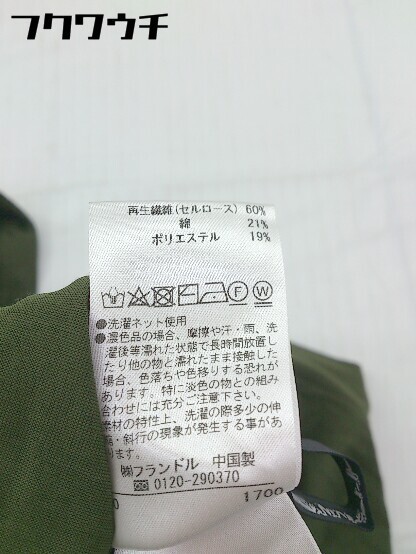 フクワウチ
再生繊維(セルロース) 60%
綿 21%
ポリエステル 19%
●洗濯ネット使用
●濃色品の場合、摩擦や汗・雨、洗
濯後等濡れた状態で長時間放置し
たり他の物と濡れたまま接触した
場合、色落ちや色移りする恐れが
あります。特に淡色の物との組み
合わせには充分ご注意下さい。
素材の特性上、洗濯の際多少の伸
縮・斜行の現象が発生する事があ
ります。
㈱フランドル 中国製
☎0120-290370
1700